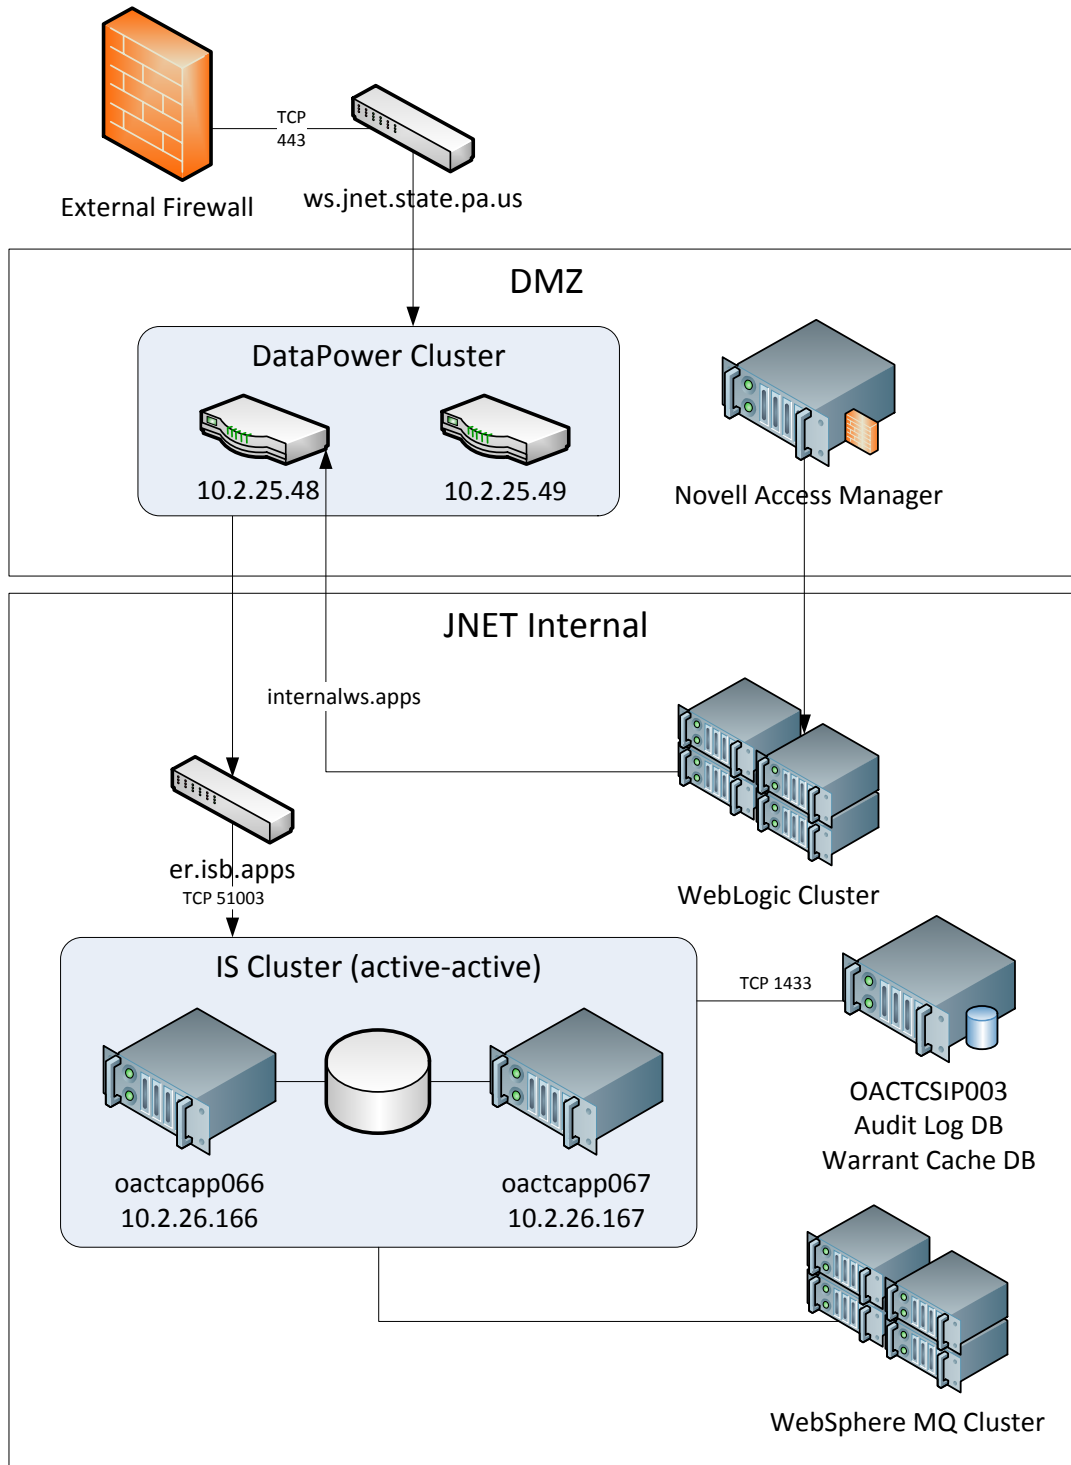 TCP
443
External Firewall
ws.jnet.state.pa.us
DMZ
DataPower Cluster
10.2.25.48
10.2.25.49
Novell Access Manager
JNET Internal
internalws.apps
er.isb.apps
TCP 51003
WebLogic Cluster
IS Cluster (active-active)
TCP 1433
oactcapp066
10.2.26.166
oactcapp067
10.2.26.167
OACTCSIP003
Audit Log DB
Warrant Cache DB
WebSphere MQ Cluster